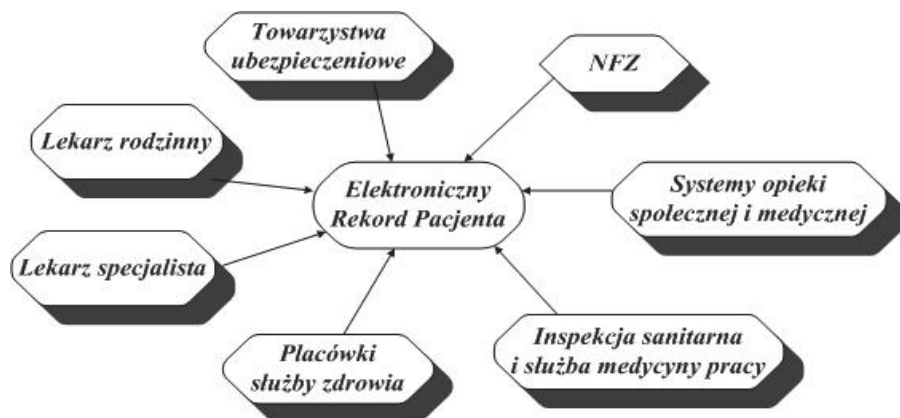 Towarzystwa
ubezpieczeniowe
NFZ
Lekarz rodzinny
Elektroniczny
Rekord Pacjenta
Systemy opieki
społecznej i medycznej
Lekarz specjalista
Placówki
służby zdrowia
Inspekcja sanitarna
i służba medycyny pracy